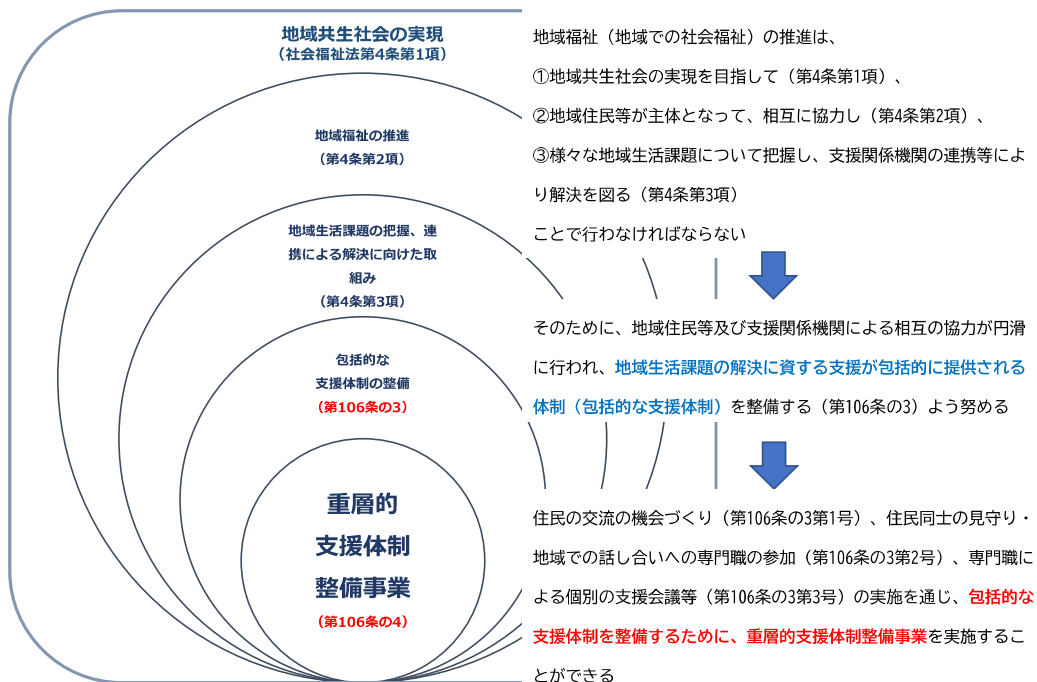 地域共生社会の実現
（社会福祉法第4条第1項）
地域福祉の推進
（第4条第2項）
地域生活課題の把握、連
携による解決に向けた取
組み
（第4条第3項）
包括的な
支援体制の整備
（第106条の3）
重層的
支援体制
整備事業
（第106条の4）
地域福祉（地域での社会福祉）の推進は、
①地域共生社会の実現を目指して（第4条第1項）、
②地域住民等が主体となって、相互に協力し（第4条第2項）、
③様々な地域生活課題について把握し、支援関係機関の連携等によ
り解決を図る（第4条第3項）
ことで行わなければならない
そのために、地域住民等及び支援関係機関による相互の協力が円滑
に行われ、地域生活課題の解決に資する支援が包括的に提供される
体制（包括的な支援体制）を整備する（第106条の3）よう努める
住民の交流の機会づくり（第106条の3第1号）、住民同士の見守り・
地域での話し合いへの専門職の参加（第106条の3第2号）、専門職に
よる個別の支援会議等（第106条の3第3号）の実施を通じ、包括的な
支援体制を整備するために、重層的支援体制整備事業を実施するこ
とができる